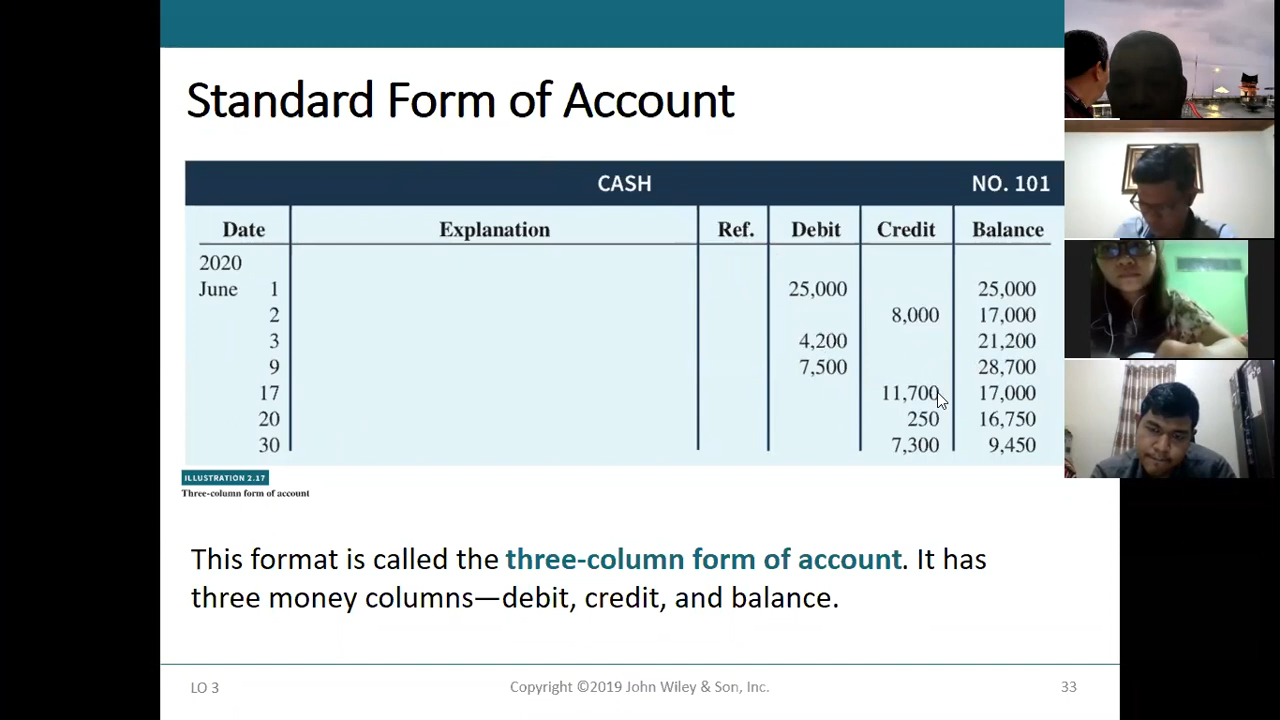 Standard Form of Account
CASH NO. 101
Date Explanation Ref. Debit Credit Balance
2020
June 1 25,000 25,000
2 8,000 17,000
3 4,200 21,200
9 7,500 28,700
17 11,700 17,000
20 250 16,750
30 7,300 9,450
ILLUSTRATION 2.17
Three-column form of account
This format is called the three-column form of account. It has
three money columns—debit, credit, and balance.
LO 3 Copyright ©2019 John Wiley & Son, Inc. 33